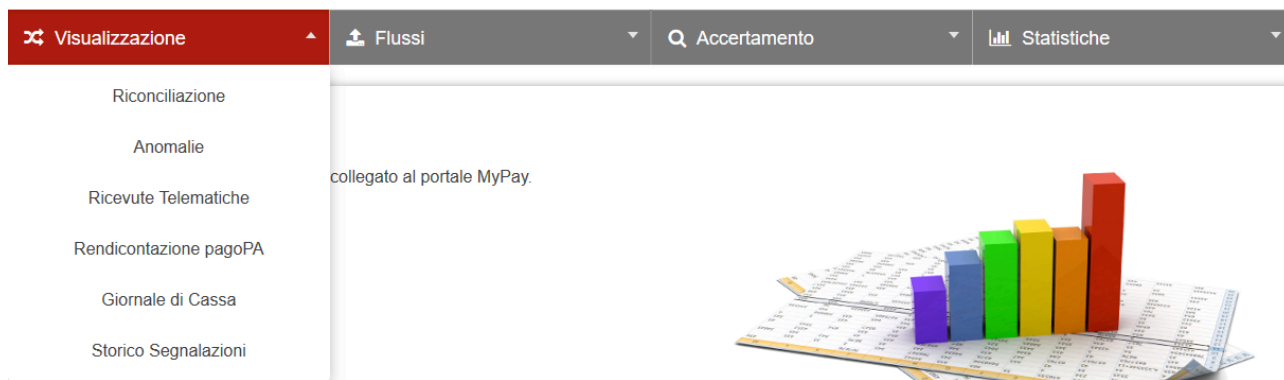 Visualizzazione
Flussi
Accertamento
Statistiche
Riconciliazione
Anomalie
collegato al portale MyPay.
Ricevute Telematiche
Rendicontazione pagoPA
Giornale di Cassa
Storico Segnalazioni